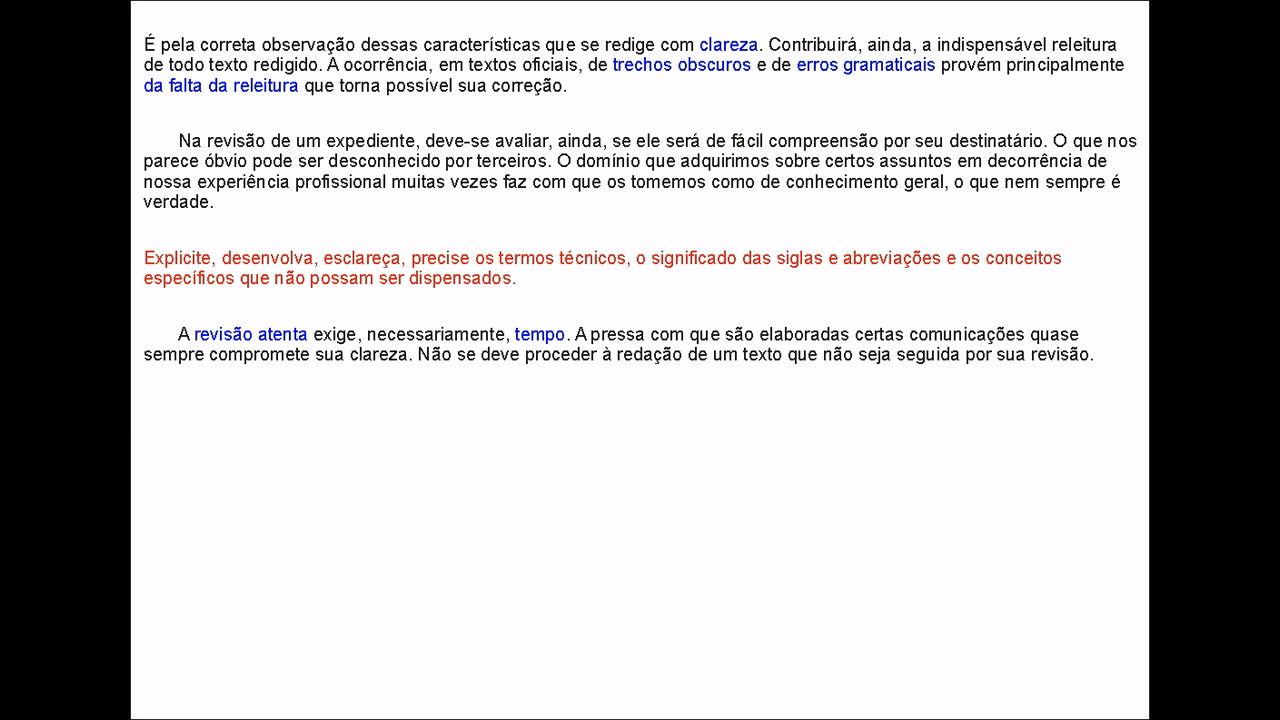 É pela correta observação dessas características que se redige com clareza. Contribuirá, ainda, a indispensável releitura
de todo texto redigido. A ocorrência, em textos oficiais, de trechos obscuros e de erros gramaticais provém principalmente
da falta da releitura que torna possível sua correção.
Na revisão de um expediente, deve-se avaliar, ainda, se ele será de fácil compreensão por seu destinatário. O que nos
parece óbvio pode ser desconhecido por terceiros. O domínio que adquirimos sobre certos assuntos em decorrência de
nossa experiência profissional muitas vezes faz com que os tomemos como de conhecimento geral, o que nem sempre é
verdade.
Explicite, desenvolva, esclareça, precise os termos técnicos, o significado das siglas e abreviações e os conceitos
específicos que não possam ser dispensados.
A revisão atenta exige, necessariamente, tempo. A pressa com que são elaboradas certas comunicações quase
sempre compromete sua clareza. Não se deve proceder à redação de um texto que não seja seguida por sua revisão.